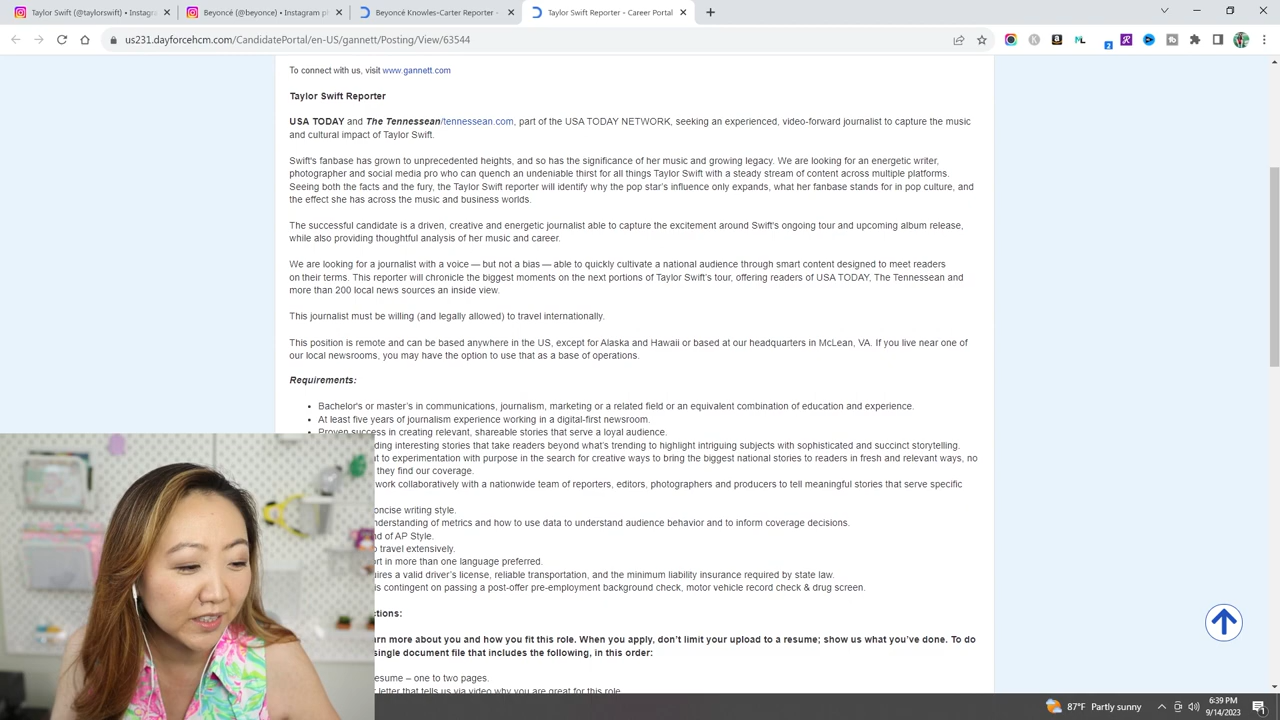 Taylor Swift (@taylorswift) • Instagr
Beyoncé (@beyonce) • Instagram p
Beyoncé Knowles-Carter Reporter -
Taylor Swift Reporter - Career Portal
us231.dayforcehcm.com/CandidatePortal/en-US/gannett/Posting/View/63544
To connect with us, visit www.gannett.com
Taylor Swift Reporter
USA TODAY and The Tennessean/tennessean.com, part of the USA TODAY NETWORK, seeking an experienced, video-forward journalist to capture the music
and cultural impact of Taylor Swift.
Swift's fanbase has grown to unprecedented heights, and so has the significance of her music and growing legacy. We are looking for an energetic writer,
photographer and social media pro who can quench an undeniable thirst for all things Taylor Swift with a steady stream of content across multiple platforms.
Seeing both the facts and the fury, the Taylor Swift reporter will identify why the pop star's influence only expands, what her fanbase stands for in pop culture, and
the effect she has across the music and business worlds.
The successful candidate is a driven, creative and energetic journalist able to capture the excitement around Swift's ongoing tour and upcoming album release,
while also providing thoughtful analysis of her music and career.
We are looking for a journalist with a voice — but not a bias — able to quickly cultivate a national audience through smart content designed to meet readers
on their terms. This reporter will chronicle the biggest moments on the next portions of Taylor Swift's tour, offering readers of USA TODAY, The Tennessean and
more than 200 local news sources an inside view.
This journalist must be willing (and legally allowed) to travel internationally.
This position is remote and can be based anywhere in the US, except for Alaska and Hawaii or based at our headquarters in McLean, VA. If you live near one of
our local newsrooms, you may have the option to use that as a base of operations.
Requirements:
• Bachelor's or master's in communications, journalism, marketing or a related field or an equivalent combination of education and experience.
• At least five years of journalism experience working in a digital-first newsroom.
• Proven success in creating relevant, shareable stories that serve a loyal audience.
ding interesting stories that take readers beyond what's trending to highlight intriguing subjects with sophisticated and succinct storytelling.
t to experimentation with purpose in the search for creative ways to bring the biggest national stories to readers in fresh and relevant ways, no
they find our coverage.
work collaboratively with a nationwide team of reporters, editors, photographers and producers to tell meaningful stories that serve specific
oncise writing style.
nderstanding of metrics and how to use data to understand audience behavior and to inform coverage decisions.
nd of AP Style.
o travel extensively.
ort in more than one language preferred.
uires a valid driver's license, reliable transportation, and the minimum liability insurance required by state law.
is contingent on passing a post-offer pre-employment background check, motor vehicle record check & drug screen.
ctions:
arn more about you and how you fit this role. When you apply, don't limit your upload to a resume; show us what you've done. To do
single document file that includes the following, in this order:
esume – one to two pages.
r letter that tells us via video why you are great for this role.
87°F Partly sunny
6:39 PM
9/14/2023